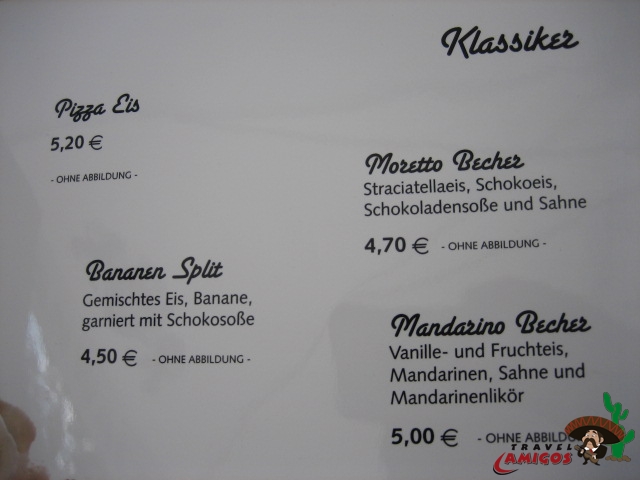 Klassiker
Pizza Eis
5,20 €
- OHNE ABBILDUNG -
Moretto Becher
Straciatellaeis, Schokoeis,
Schokoladensoße und Sahne
4,70 € - OHNE ABBILDUNG -
Bananen Split
Gemischtes Eis, Banane,
garniert mit Schokosoße
4,50 € - OHNE ABBILDUNG -
Mandarino Becher
Vanille- und Fruchteis,
Mandarinen, Sahne und
Mandarinenlikör
5,00 € - OHNE
TRAVEL
AMIGOS